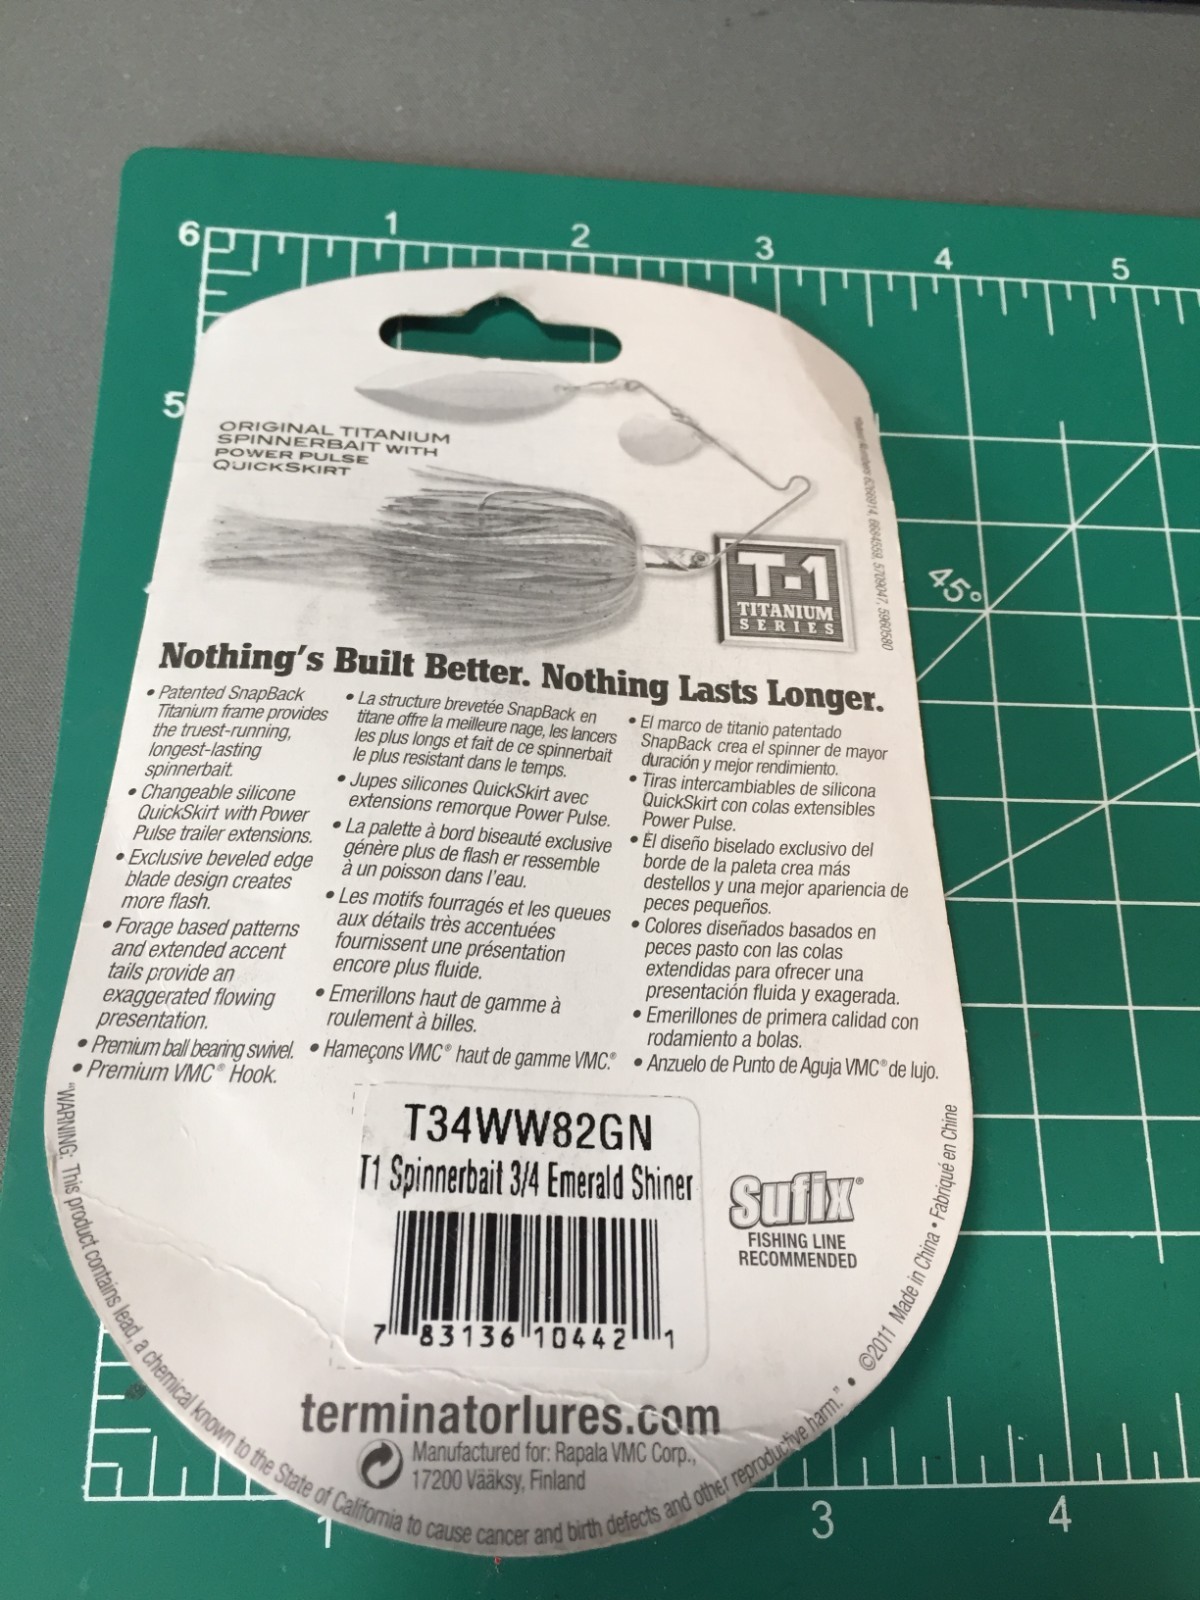 6
1
2
3
4
5
5
45°
ORIGINAL TITANIUM
SPINNERBAIT WITH
POWER PULSE
QUICKSKIRT
T-1
TITANIUM
SERIES
5709047, 5960580
Nothing's Built Better. Nothing Lasts Longer.
• Patented SnapBack
Titanium frame provides
the truest-running,
longest-lasting
spinnerbait.
• Changeable silicone
QuickSkirt with Power
Pulse trailer extensions.
• Exclusive beveled edge
blade design creates
more flash.
• Forage based patterns
and extended accent
tails provide an
exaggerated flowing
presentation.
• Premium ball bearing swivel.
• Premium VMC® Hook.
• La structure brevetée SnapBack en
titane offre la meilleure nage, les lancers
les plus longs et fait de ce spinnerbait
le plus resistant dans le temps.
• Jupes silicones QuickSkirt avec
extensions remorque Power Pulse.
• La palette à bord biseauté exclusive
génère plus de flash er ressemble
à un poisson dans l'eau.
• Les motifs fourragés et les queues
aux détails très accentuées
fournissent une présentation
encore plus fluide.
• Emerillons haut de gamme à
roulement à billes.
• Hameçons VMC® haut de gamme VMC.®
• El marco de titanio patentado
SnapBack crea el spinner de mayor
duración y mejor rendimiento.
• Tiras intercambiables de silicona
QuickSkirt con colas extensibles
Power Pulse.
• El diseño biselado exclusivo del
borde de la paleta crea más
destellos y una mejor apariencia de
peces pequeños.
• Colores diseñados basados en
peces pasto con las colas
extendidas para ofrecer una
presentación fluida y exagerada.
• Emerillones de primera calidad con
rodamiento a bolas.
• Anzuelo de Punto de Aguja VMC® de lujo.
T34WW82GN
T1 Spinnerbait 3/4 Emerald Shiner
7 83136 10442 1
Sufix®
FISHING LINE
RECOMMENDED
terminatorlures.com
Manufactured for: Rapala VMC Corp.,
17200 Vääksy, Finland
"WARNING: This product contains lead, a chemical known to the State of California to cause cancer and birth defects and other reproductive harm." • ©2011 Made in China • Fabriqué en Chine
1
3
4